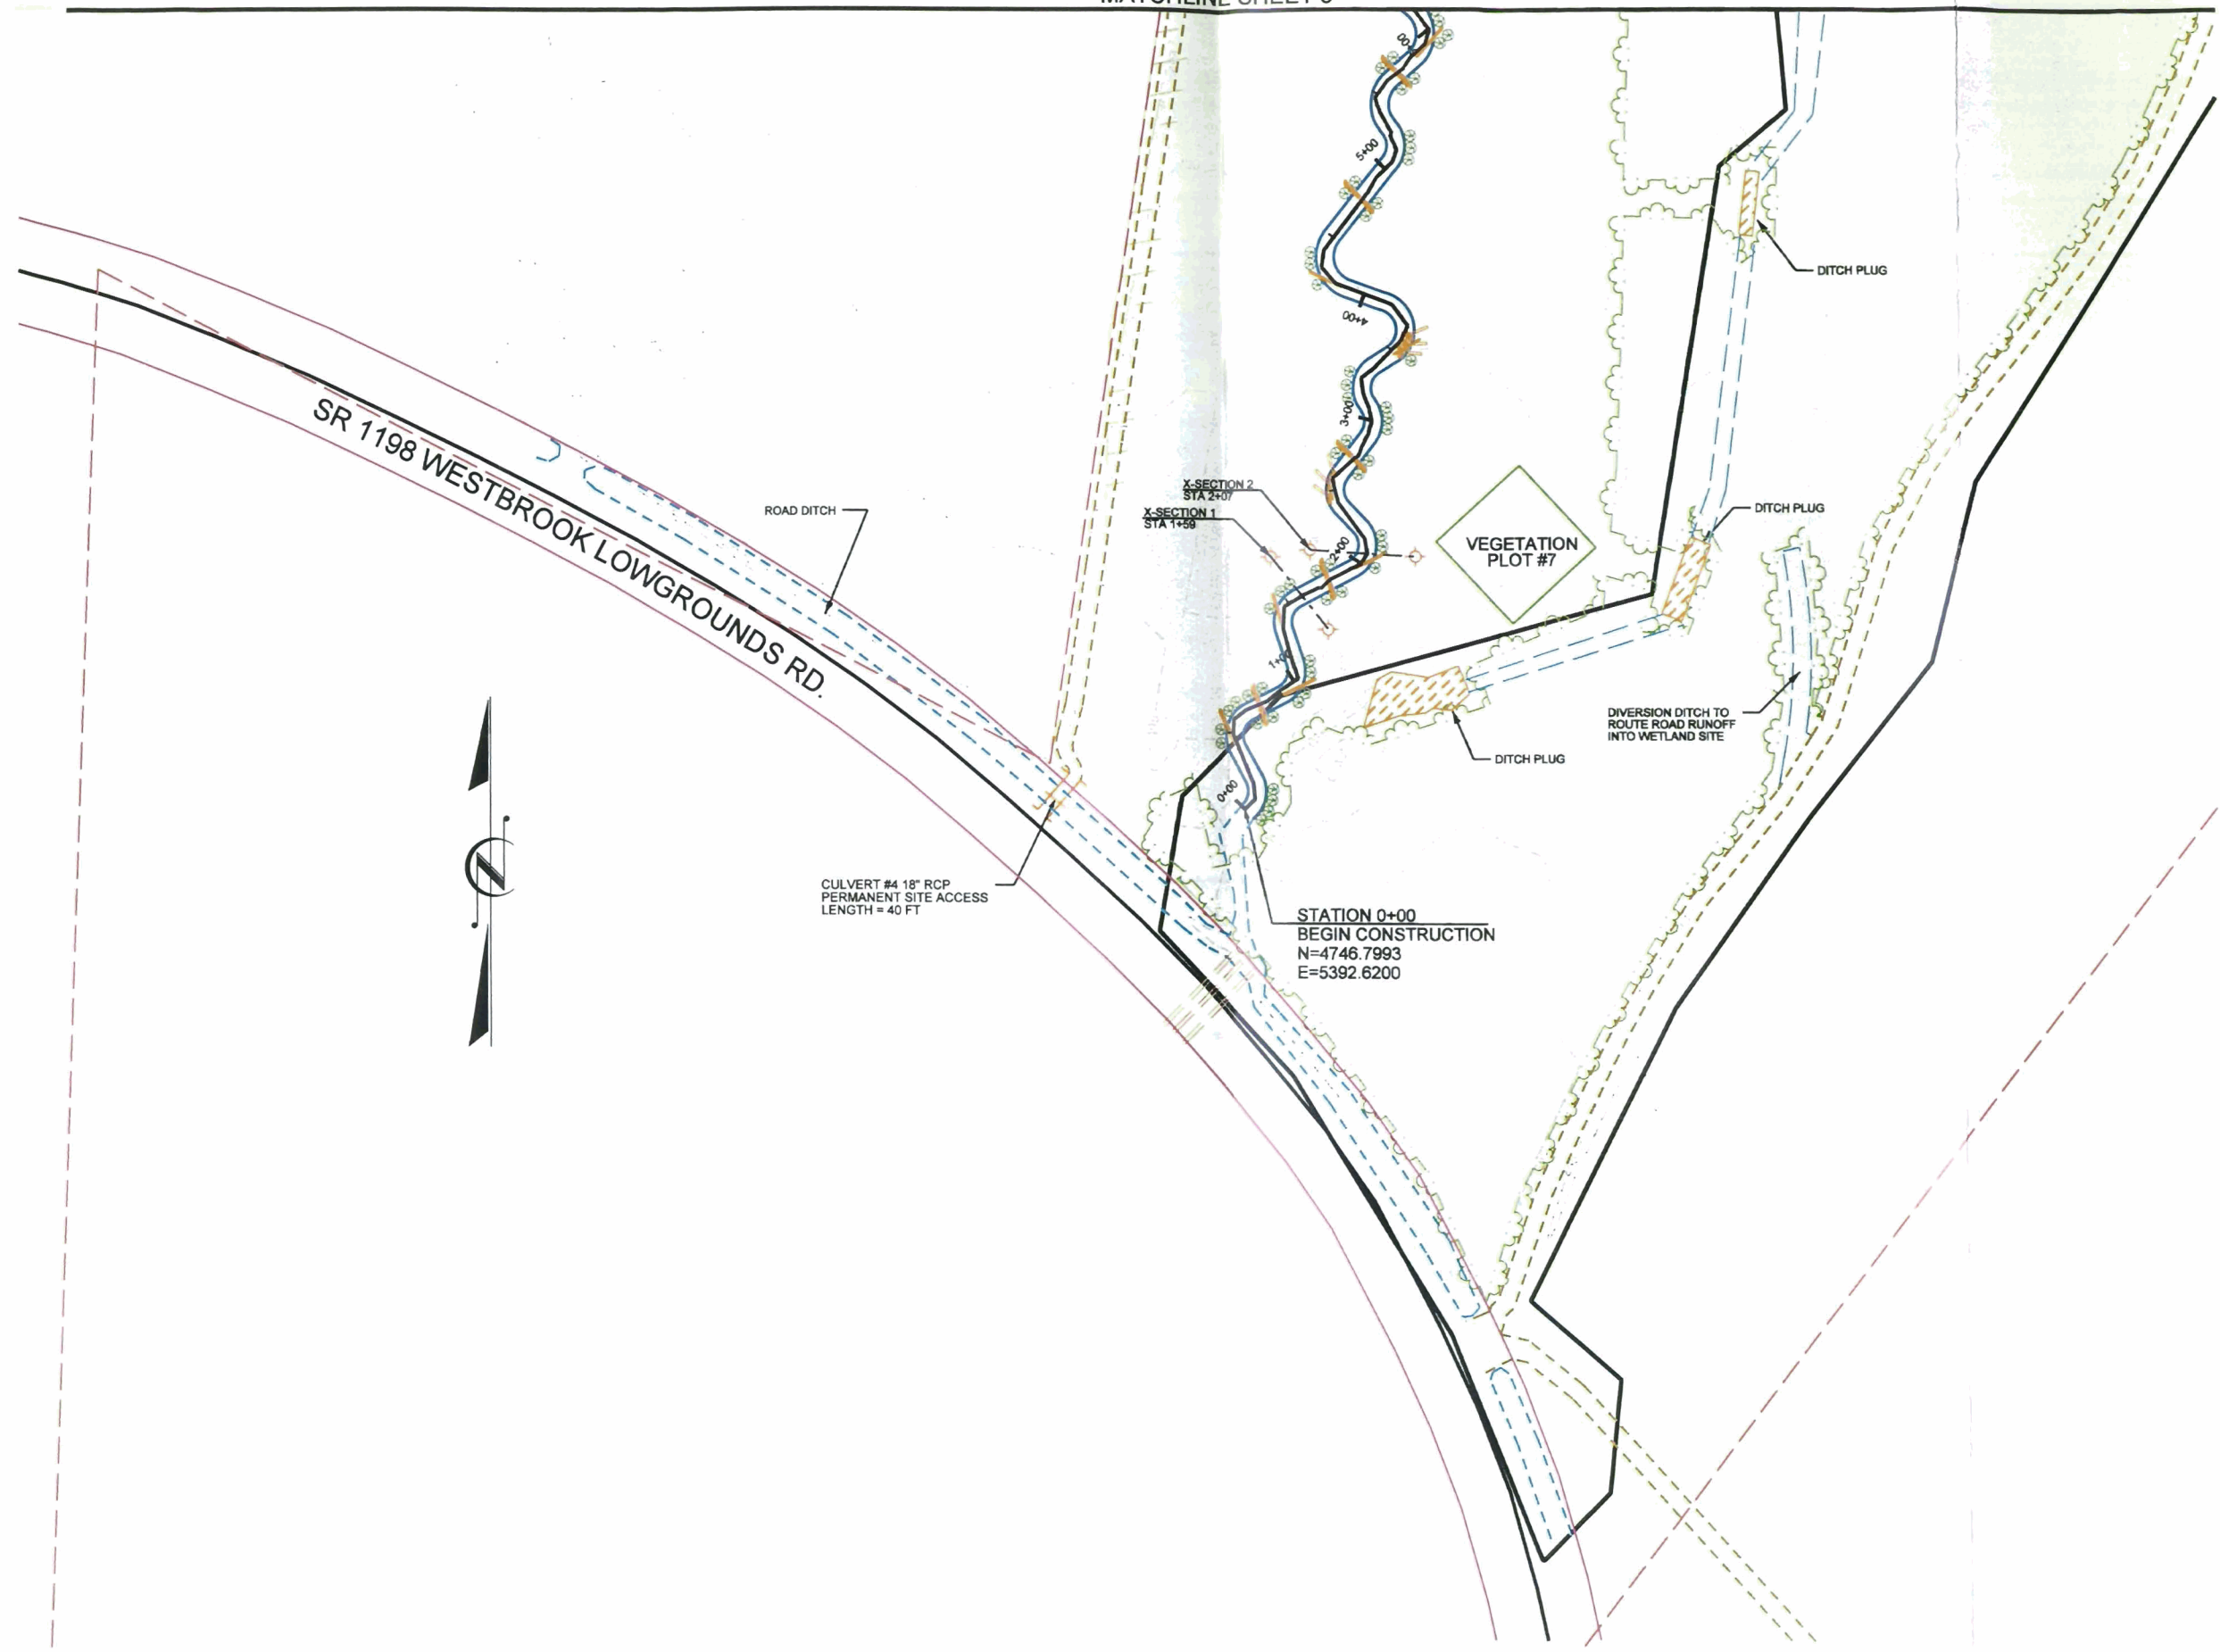 DITCH PLUG
5+00
4+00
3+00
SR 1198 WESTBROOK LOWGROUNDS RD.
ROAD DITCH
X-SECTION 2
STA 2+07
X-SECTION 1
STA 1+59
2+00
VEGETATION
PLOT #7
DITCH PLUG
1+00
DIVERSION DITCH TO
ROUTE ROAD RUNOFF
INTO WETLAND SITE
DITCH PLUG
0+00
CULVERT #4 18" RCP
PERMANENT SITE ACCESS
LENGTH = 40 FT
STATION 0+00
BEGIN CONSTRUCTION
N=4746.7993
E=5392.6200